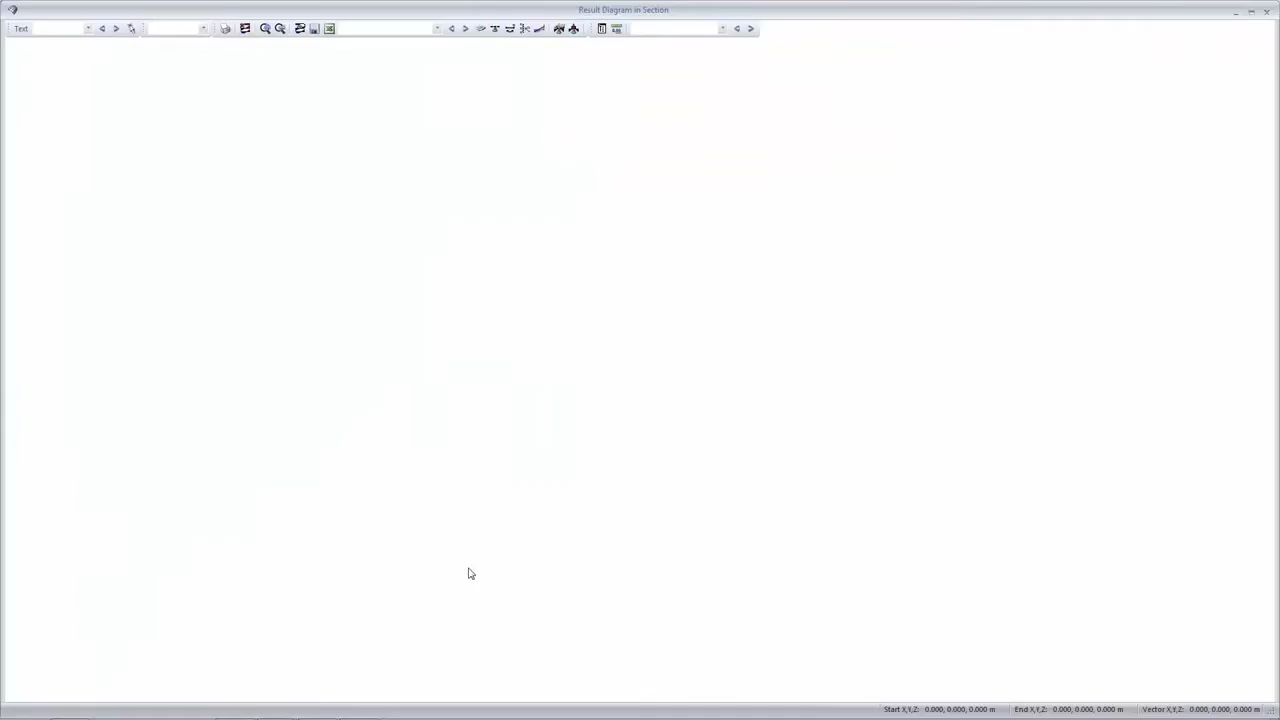 Result Diagram in Section
Text
Start X,Y,Z: 0.000, 0.000, 0.000 m End X,Y,Z: 0.000, 0.000, 0.000 m Vector X,Y,Z: 0.000, 0.000, 0.000 m